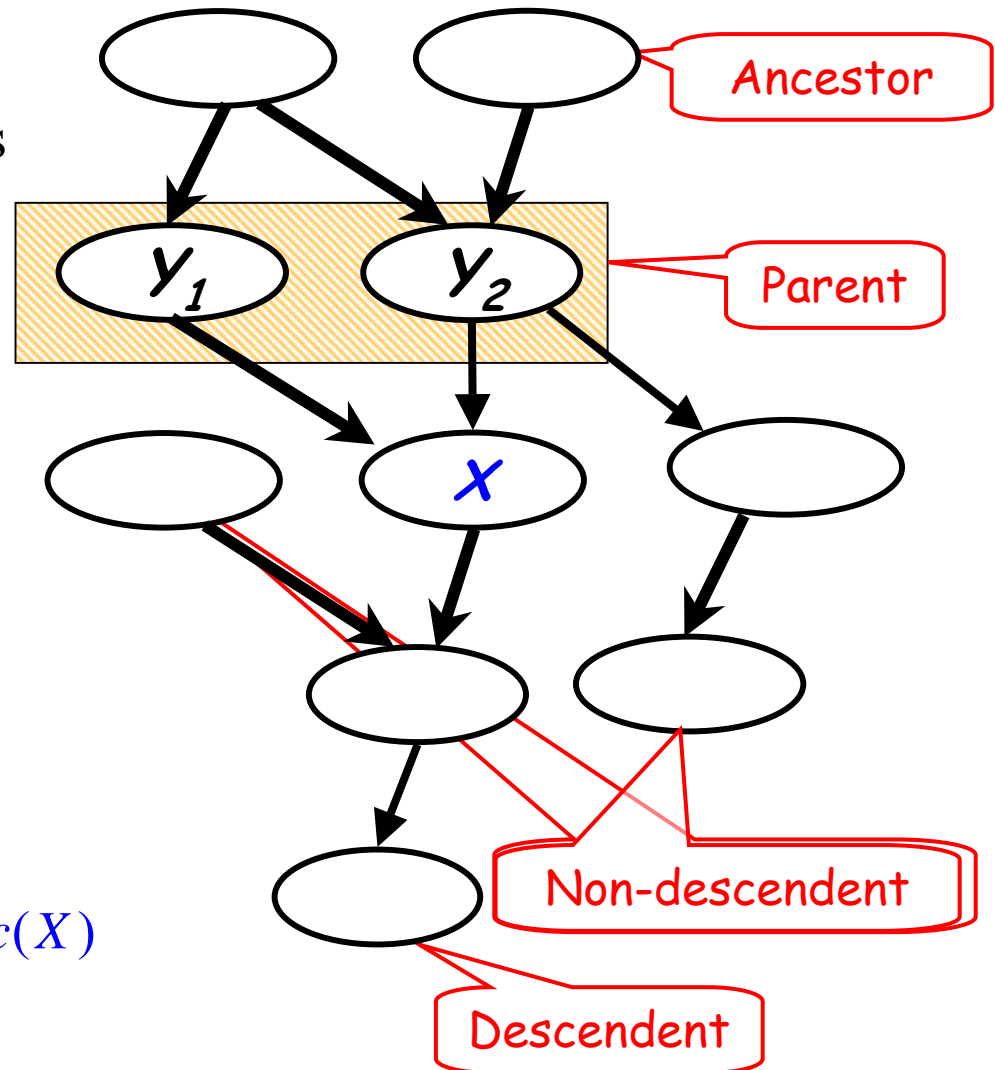 Ancestor
s
Y1 Y2
Parent
X
Non-descendent
c(X)
Descendent